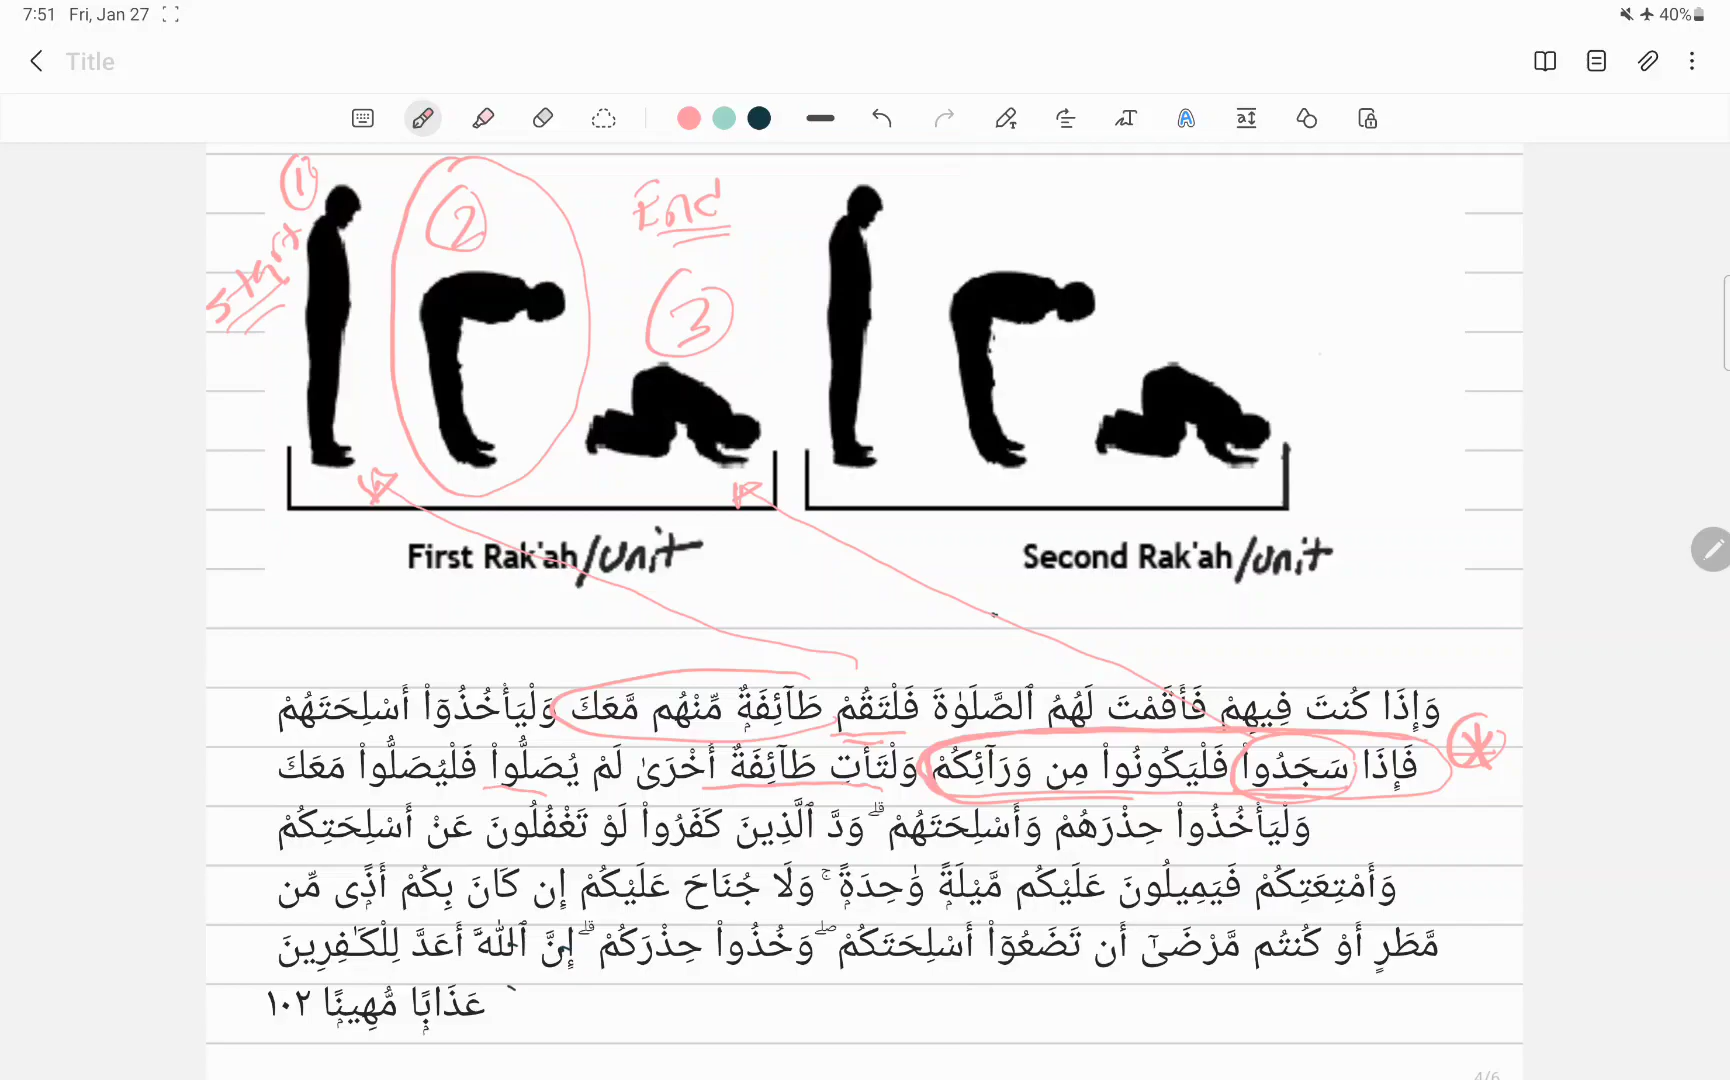 7:51 Fri, Jan 27
40%
Title
1
Start
2
End
3
First Rak'ah/unit
Second Rak'ah/unit
وَإِذَا كُنتَ فِيهِمْ فَأَقَمْتَ لَهُمُ ٱلصَّلَوٰةَ فَلْتَقُمْ طَآئِفَةٌۭ مِّنْهُم مَّعَكَ وَلْيَأْخُذُوٓا۟ أَسْلِحَتَهُمْ
فَإِذَا سَجَدُوا۟ فَلْيَكُونُوا۟ مِن وَرَآئِكُمْ وَلْتَأْتِ طَآئِفَةٌ أُخْرَىٰ لَمْ يُصَلُّوا۟ فَلْيُصَلُّوا۟ مَعَكَ
وَلْيَأْخُذُوا۟ حِذْرَهُمْ وَأَسْلِحَتَهُمْ ۗ وَدَّ ٱلَّذِينَ كَفَرُوا۟ لَوْ تَغْفُلُونَ عَنْ أَسْلِحَتِكُمْ
وَأَمْتِعَتِكُمْ فَيَمِيلُونَ عَلَيْكُم مَّيْلَةًۭ وَٰحِدَةًۭ ۚ وَلَا جُنَاحَ عَلَيْكُمْ إِن كَانَ بِكُمْ أَذًۭى مِّن
مَّطَرٍ أَوْ كُنتُم مَّرْضَىٰٓ أَن تَضَعُوٓا۟ أَسْلِحَتَكُمْ ۖ وَخُذُوا۟ حِذْرَكُمْ ۗ إِنَّ ٱللَّهَ أَعَدَّ لِلْكَـٰفِرِينَ
عَذَابًۭا مُّهِينًۭا ١٠٢
4/6